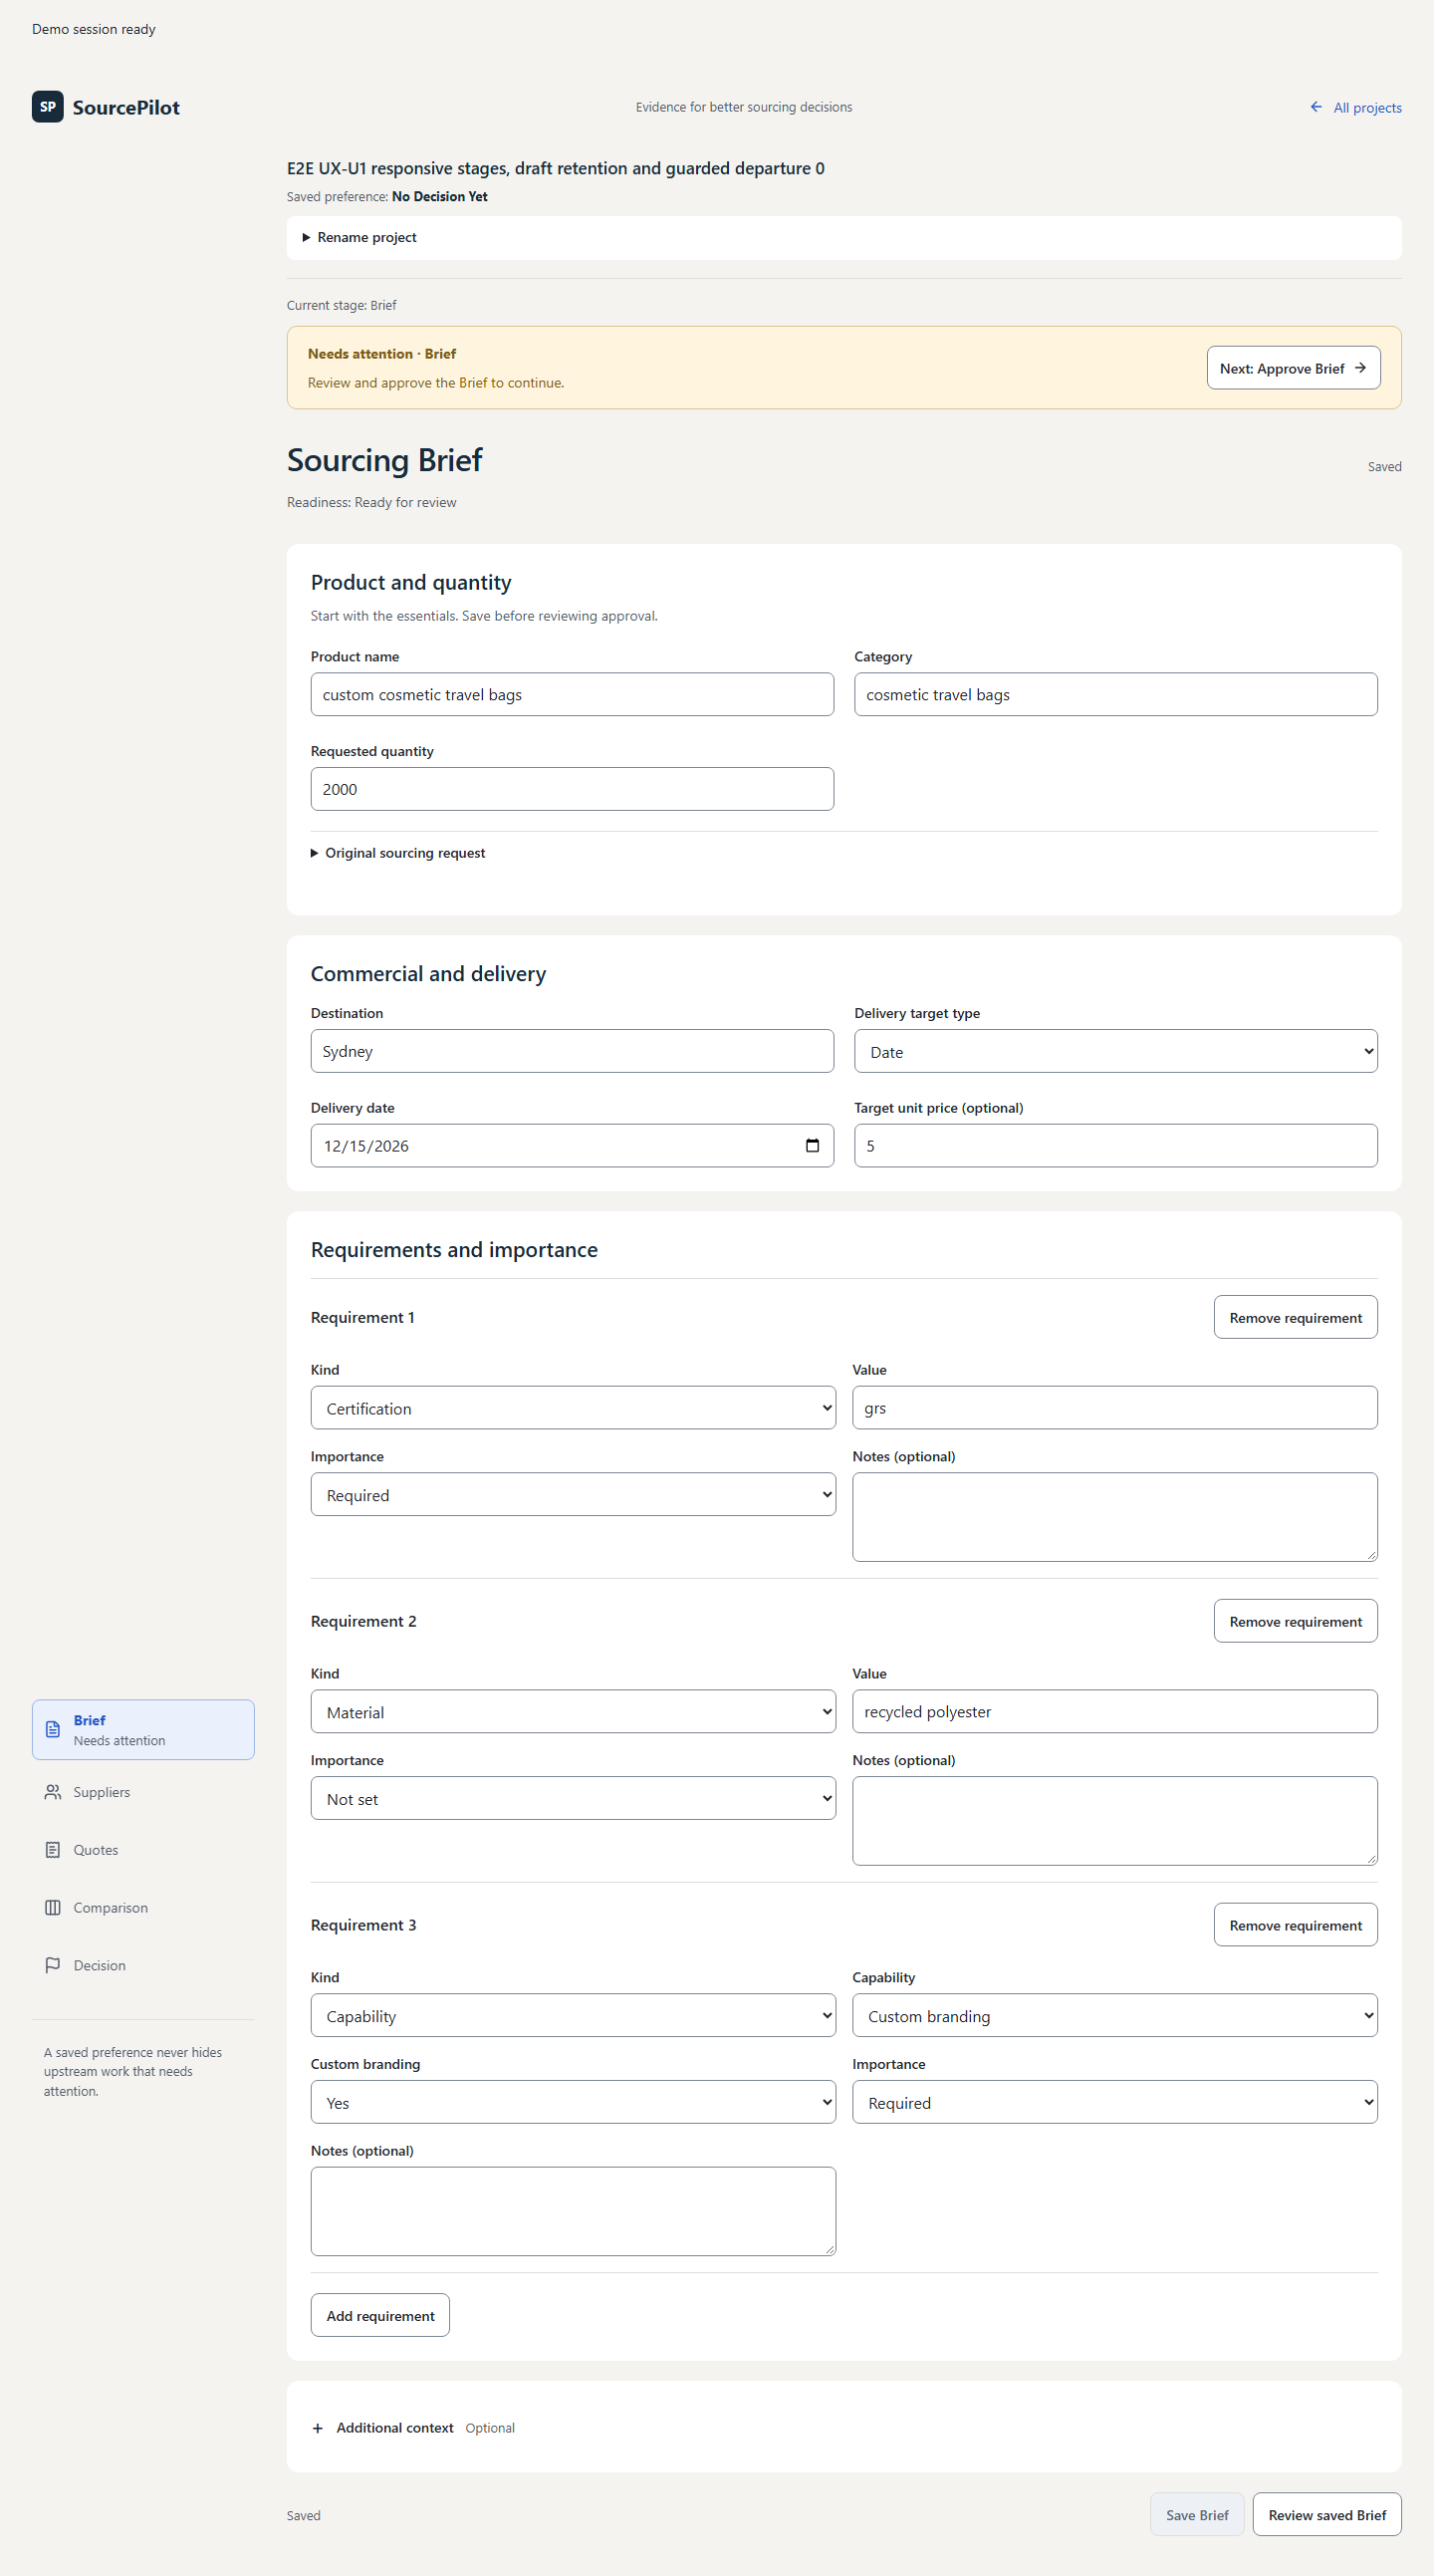 Demo session ready
SP SourcePilot
Evidence for better sourcing decisions
← All projects
E2E UX-U1 responsive stages, draft retention and guarded departure 0
Saved preference: No Decision Yet
Rename project
Current stage: Brief
Needs attention · Brief
Review and approve the Brief to continue.
Next: Approve Brief →
Sourcing Brief
Saved
Readiness: Ready for review
Product and quantity
Start with the essentials. Save before reviewing approval.
Product name
custom cosmetic travel bags
Category
cosmetic travel bags
Requested quantity
2000
Original sourcing request
Commercial and delivery
Destination
Sydney
Delivery target type
Date
Delivery date
12/15/2026
Target unit price (optional)
5
Requirements and importance
Requirement 1
Remove requirement
Kind
Certification
Value
grs
Importance
Required
Notes (optional)
Requirement 2
Remove requirement
Kind
Material
Value
recycled polyester
Importance
Not set
Notes (optional)
Requirement 3
Remove requirement
Kind
Capability
Capability
Custom branding
Custom branding
Yes
Importance
Required
Notes (optional)
Add requirement
+ Additional context Optional
Saved
Save Brief
Review saved Brief
Brief
Needs attention
Suppliers
Quotes
Comparison
Decision
A saved preference never hides
upstream work that needs
attention.